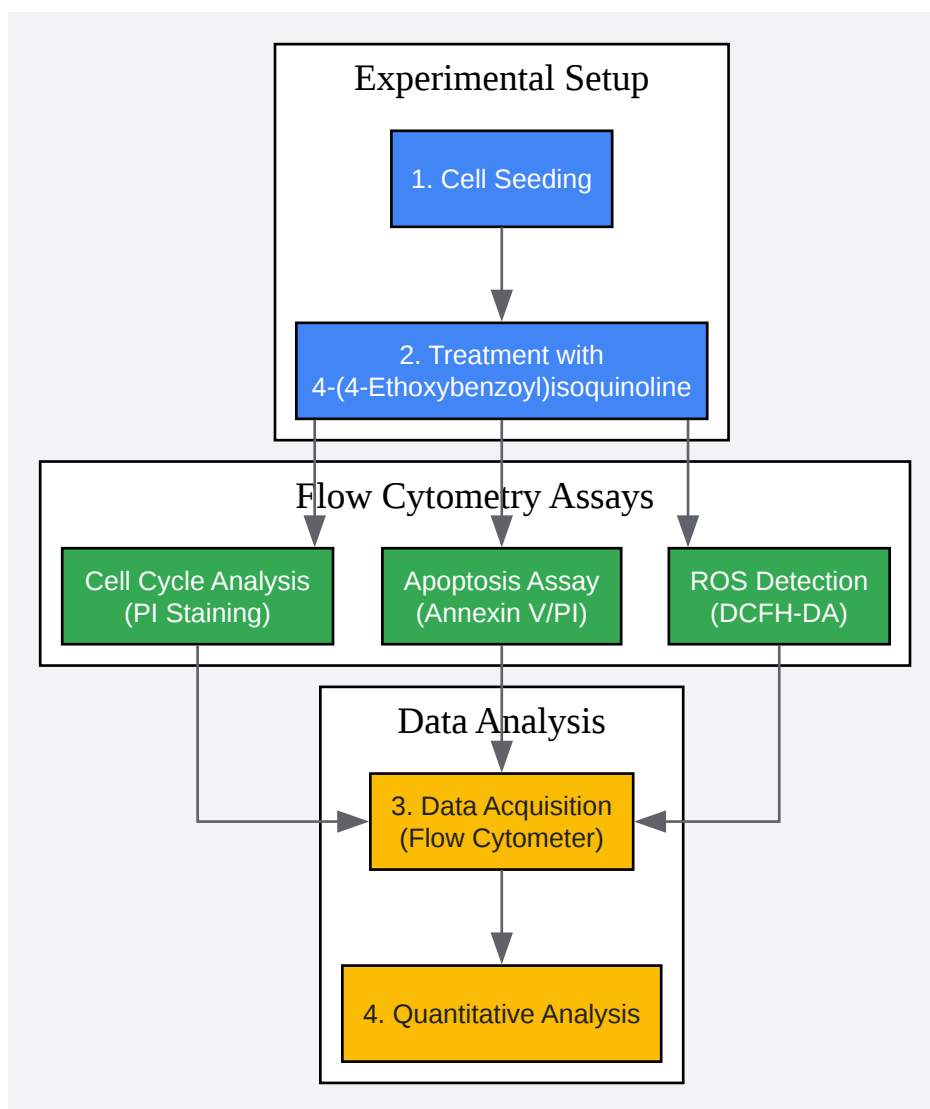 Experimental Setup
1. Cell Seeding
2. Treatment with
4-(4-Ethoxybenzoyl)isoquinoline
Flow Cytometry Assays
Cell Cycle Analysis
(PI Staining)
Apoptosis Assay
(Annexin V/PI)
ROS Detection
(DCFH-DA)
Data Analysis
3. Data Acquisition
(Flow Cytometer)
4. Quantitative Analysis